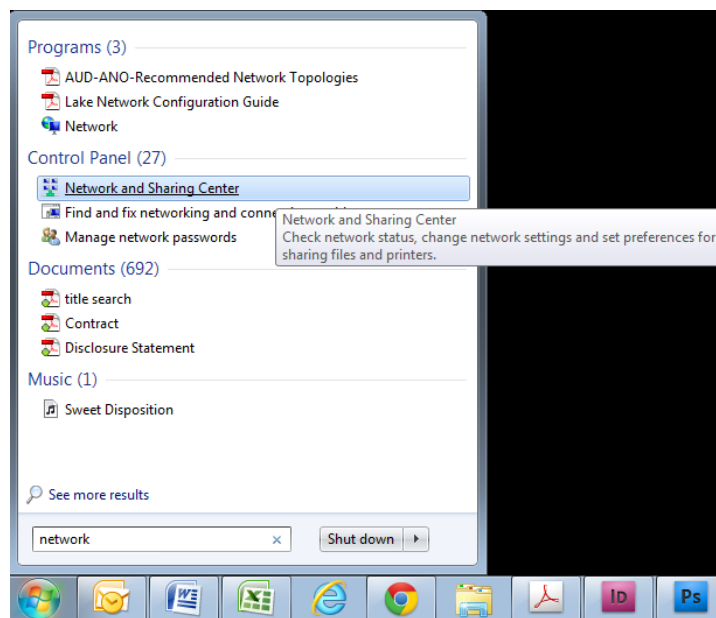 Programs (3)
AUD-ANO-Recommended Network Topologies
Lake Network Configuration Guide
Network
Control Panel (27)
Network and Sharing Center
Find and fix networking and
Manage network passwords
Network and Sharing Center
Check network status, change network settings and set preferences for
sharing files and printers.
Documents (692)
title search
Contract
Disclosure Statement
Music (1)
Sweet Disposition
See more results
network
Shut down
ID
Ps